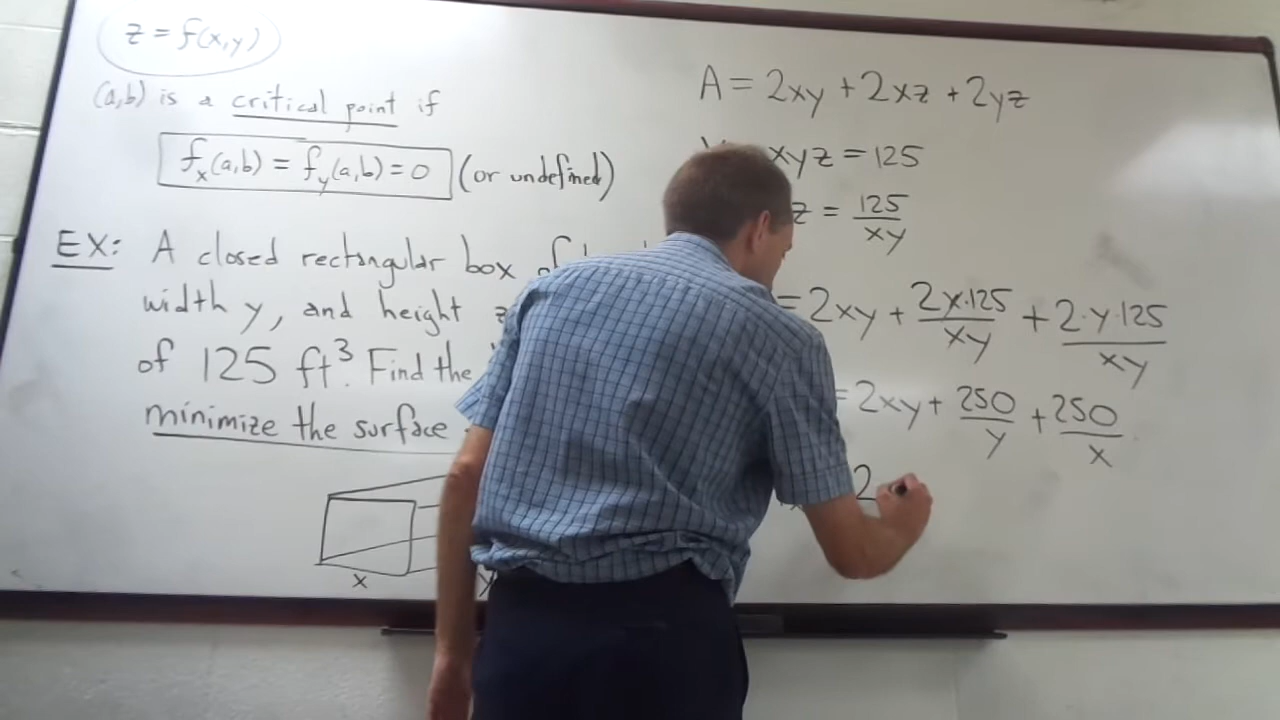 z = f(x,y)
(a,b) is a critical point if
f_x(a,b) = f_y(a,b) = 0 (or undefined)
EX: A closed rectangular box of
width y, and height z
of 125 ft³. Find the
minimize the surface
x
A = 2xy + 2xz + 2yz
xyz = 125
z = 125/xy
= 2xy + 2x·125/xy + 2·y·125/xy
= 2xy + 250/y + 250/x
2